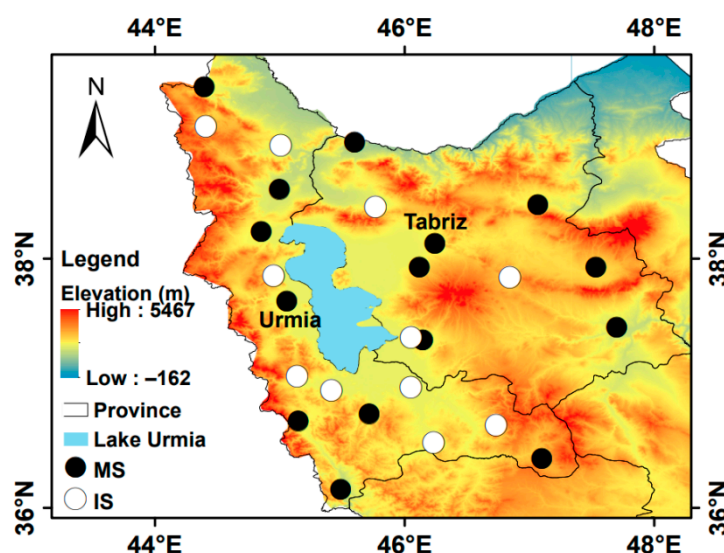 44°E 46°E 48°E
N
Tabriz
38°N 38°N
Legend
Elevation (m)
High : 5467
Urmia
Low : –162
Province
Lake Urmia
MS
IS
36°N 36°N
44°E 46°E 48°E